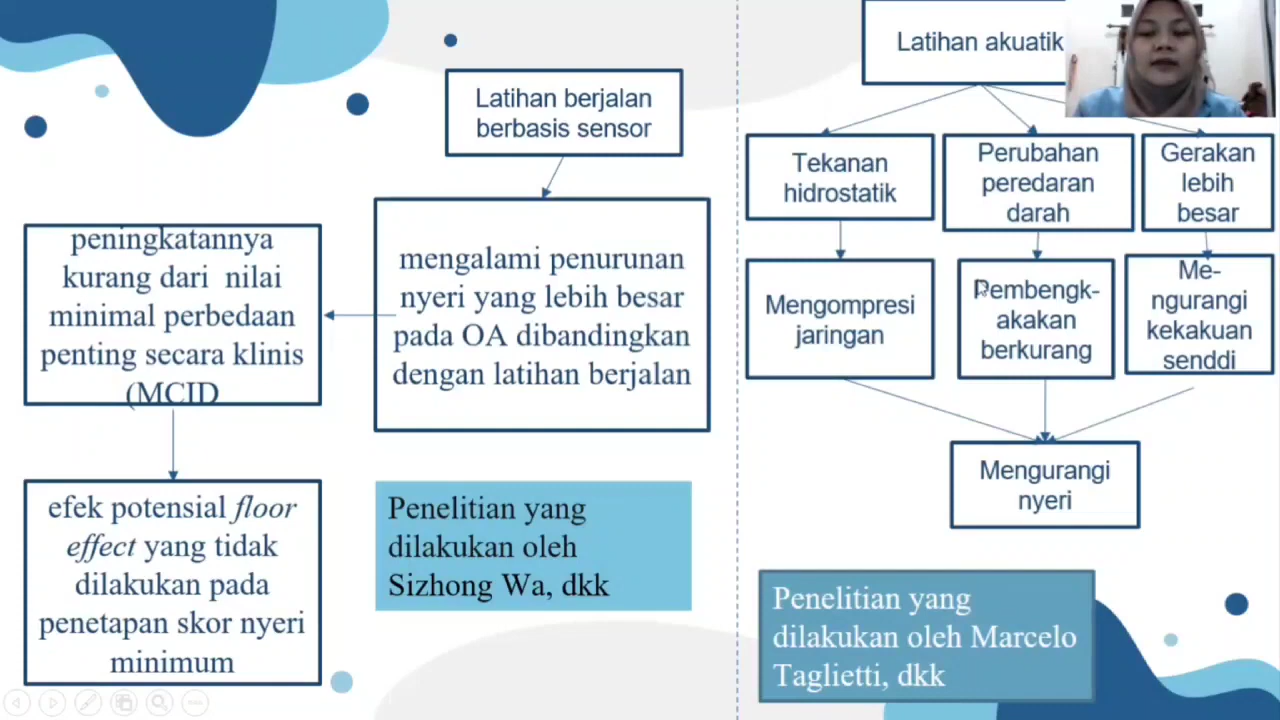 Latihan berjalan
berbasis sensor
mengalami penurunan
nyeri yang lebih besar
pada OA dibandingkan
dengan latihan berjalan
peningkatannya
kurang dari nilai
minimal perbedaan
penting secara klinis
(MCID
efek potensial floor
effect yang tidak
dilakukan pada
penetapan skor nyeri
minimum
Penelitian yang
dilakukan oleh
Sizhong Wa, dkk
Latihan akuatik
Tekanan
hidrostatik
Perubahan
peredaran
darah
Gerakan
lebih
besar
Mengompresi
jaringan
Pembengk-
akakan
berkurang
Me-
ngurangi
kekakuan
senddi
Mengurangi
nyeri
Penelitian yang
dilakukan oleh Marcelo
Taglietti, dkk